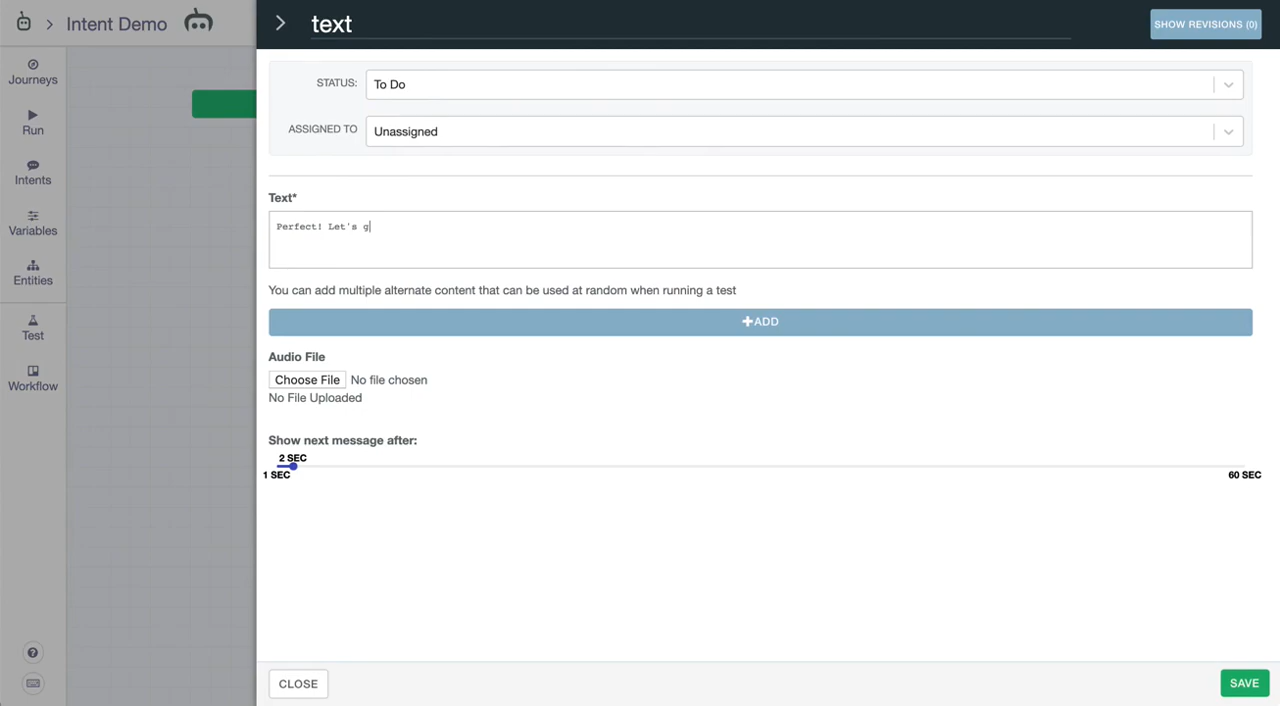 Intent Demo
text
SHOW REVISIONS (0)
Journeys
Run
Intents
Variables
Entities
Test
Workflow
STATUS:
To Do
ASSIGNED TO
Unassigned
Text*
Perfect! Let's g
You can add multiple alternate content that can be used at random when running a test
+ADD
Audio File
Choose File No file chosen
No File Uploaded
Show next message after:
2 SEC
1 SEC
60 SEC
CLOSE
SAVE